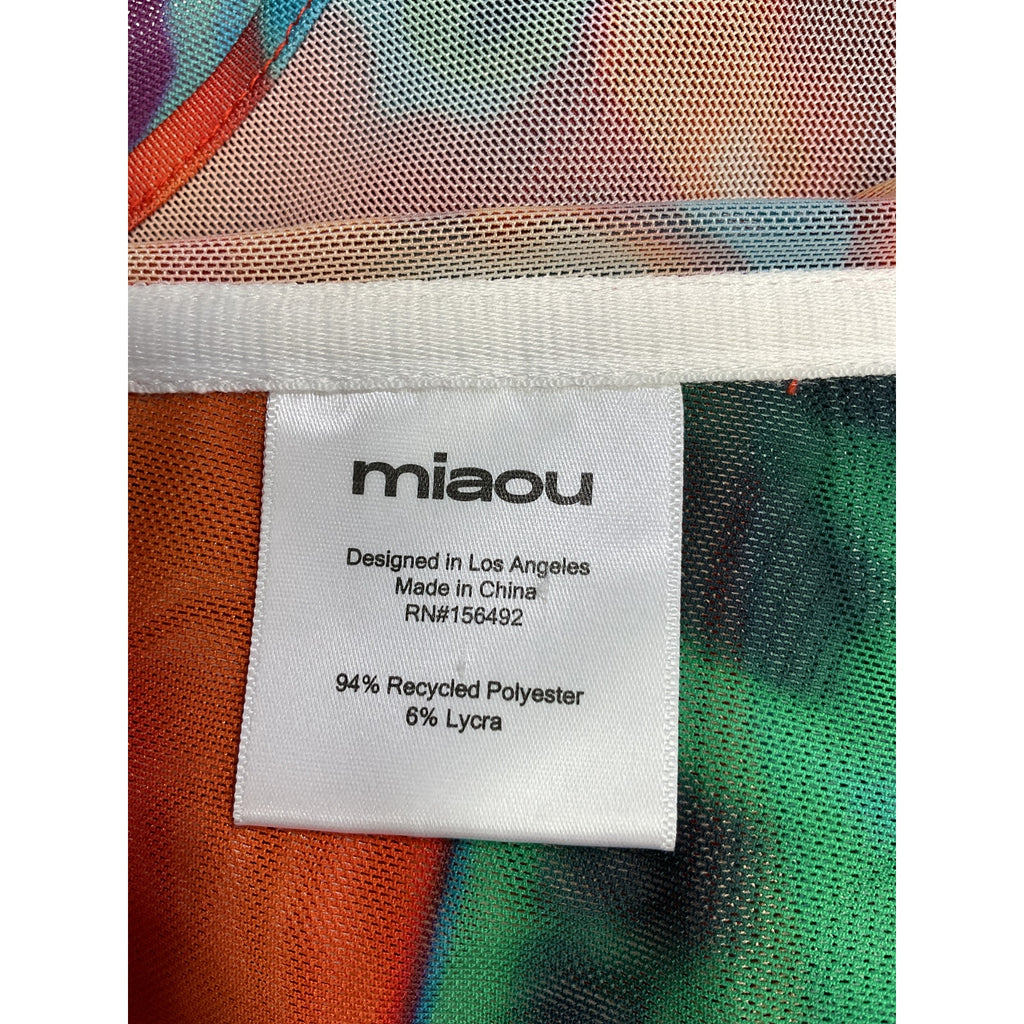 miaou
Designed in Los Angeles
Made in China
RN#156492
94% Recycled Polyester
6% Lycra